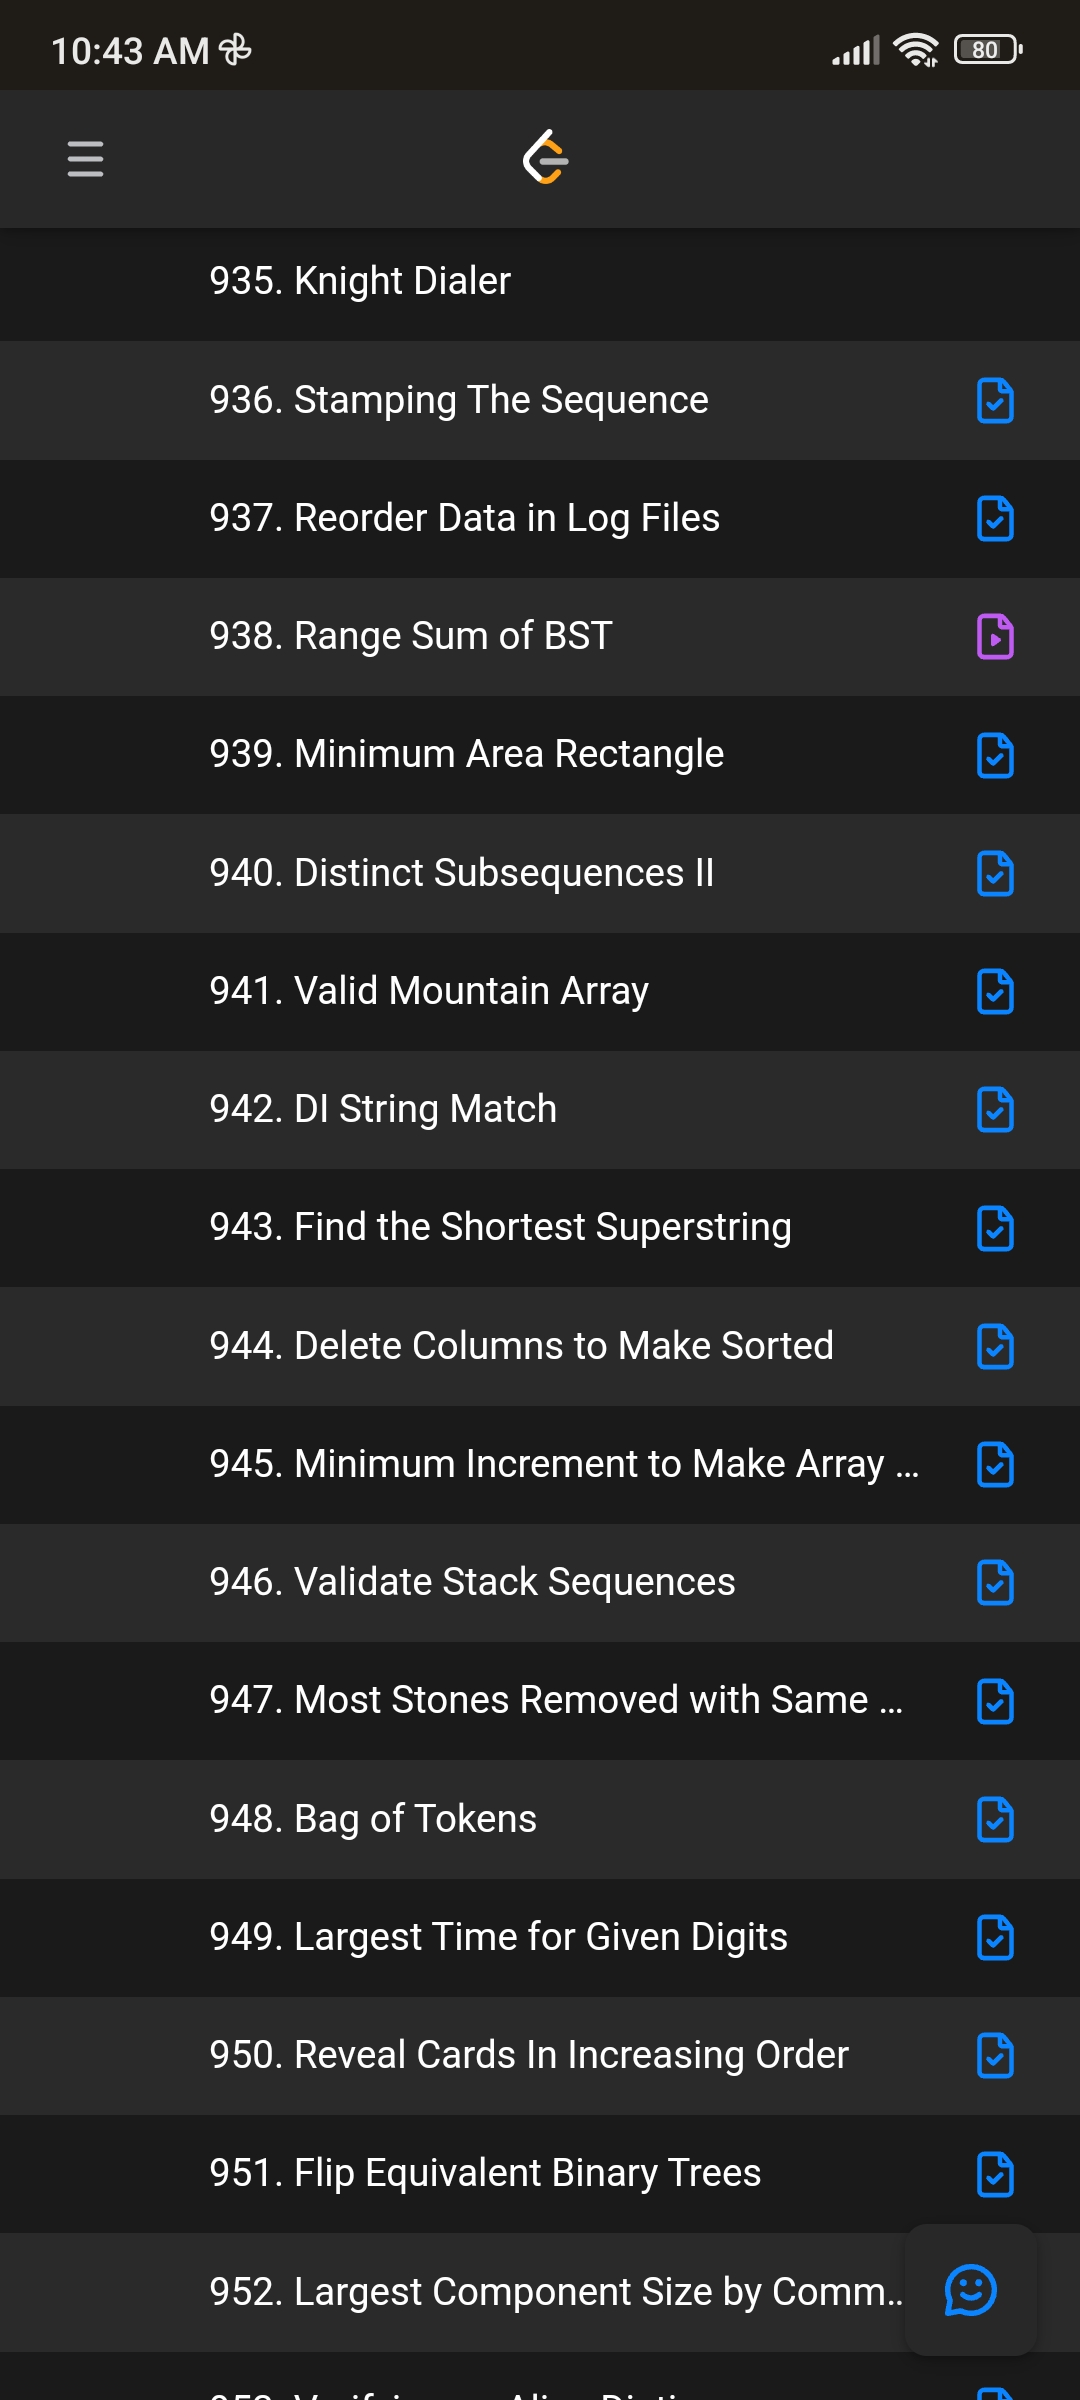 10:43 AM
80
935. Knight Dialer
936. Stamping The Sequence
937. Reorder Data in Log Files
938. Range Sum of BST
939. Minimum Area Rectangle
940. Distinct Subsequences II
941. Valid Mountain Array
942. DI String Match
943. Find the Shortest Superstring
944. Delete Columns to Make Sorted
945. Minimum Increment to Make Array ...
946. Validate Stack Sequences
947. Most Stones Removed with Same ...
948. Bag of Tokens
949. Largest Time for Given Digits
950. Reveal Cards In Increasing Order
951. Flip Equivalent Binary Trees
952. Largest Component Size by Comm..